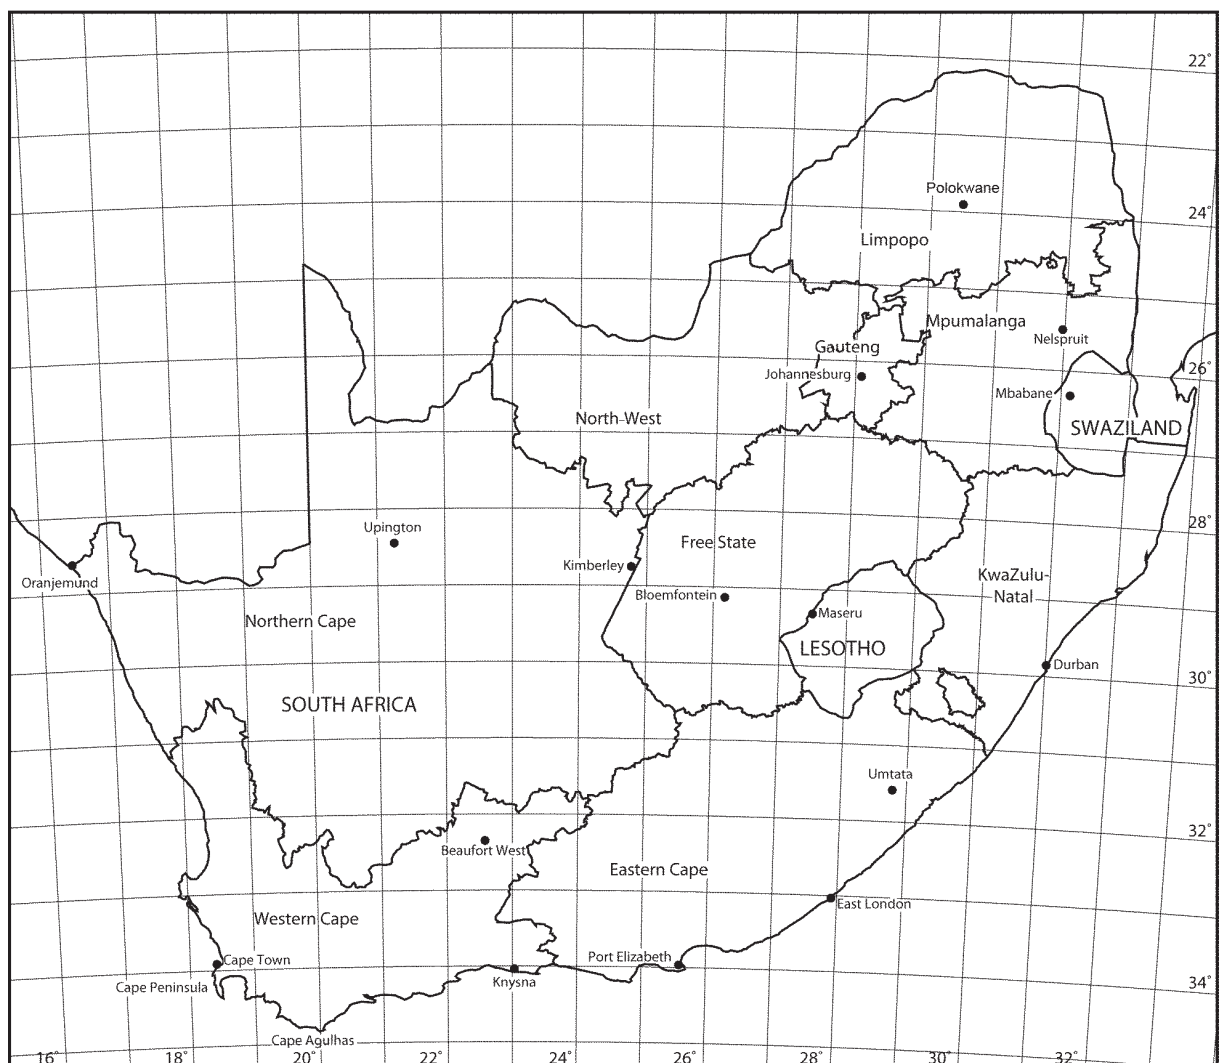 22°
Polokwane
24°
Limpopo
Mpumalanga
Nelspruit
Gauteng
Johannesburg
26°
Mbabane
North-West
SWAZILAND
28°
Upington
Free State
Kimberley
Oranjemund
KwaZulu-
Natal
Bloemfontein
Maseru
Northern Cape
LESOTHO
Durban
30°
SOUTH AFRICA
Umtata
32°
Beaufort West
Eastern Cape
East London
Western Cape
Port Elizabeth
Cape Town
34°
Knysna
Cape Peninsula
Cape Agulhas
16° 18° 20° 22° 24° 26° 28° 30° 32°